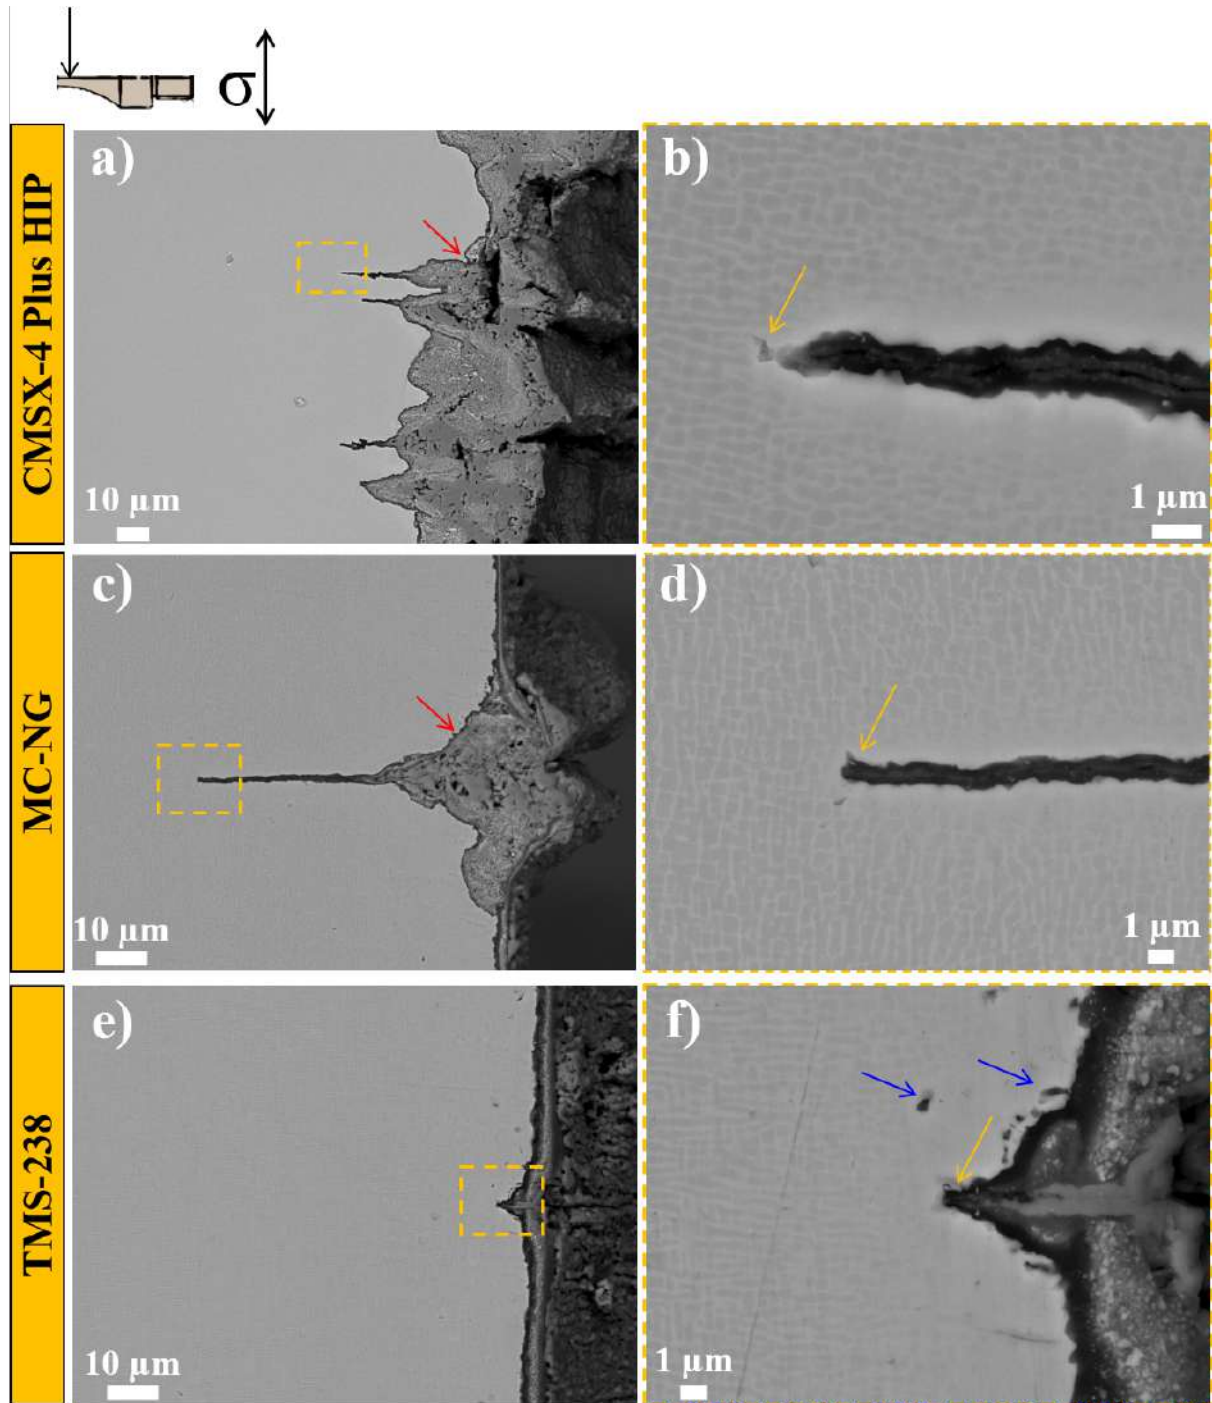 σ
CMSX-4 Plus HIP
a)
10 µm
b)
1 µm
MC-NG
c)
10 µm
d)
1 µm
TMS-238
e)
10 µm
f)
1 µm